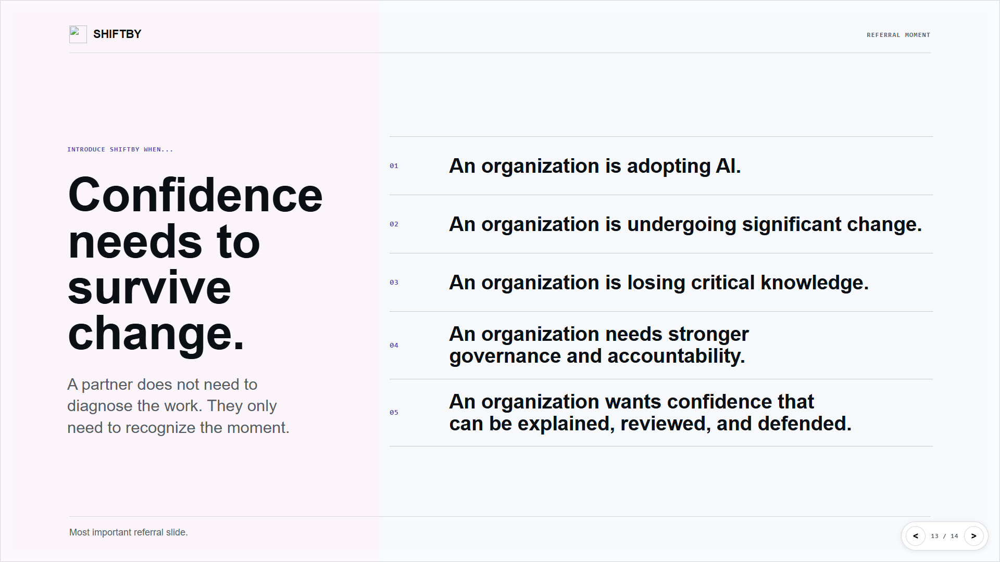 SHIFTBY
REFERRAL MOMENT
INTRODUCE SHIFTBY WHEN...
Confidence
needs to
survive
change.
A partner does not need to
diagnose the work. They only
need to recognize the moment.
01
An organization is adopting AI.
02
An organization is undergoing significant change.
03
An organization is losing critical knowledge.
04
An organization needs stronger
governance and accountability.
05
An organization wants confidence that
can be explained, reviewed, and defended.
Most important referral slide.
< 13 / 14 >